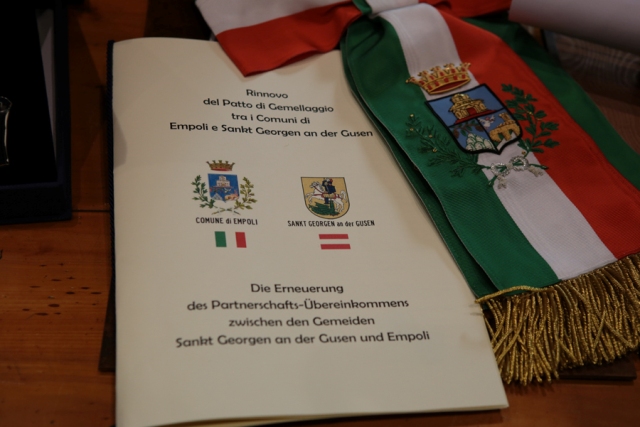 Rinnovo
del Patto di Gemellaggio
tra i Comuni di
Empoli e Sankt Georgen an der Gusen
COMUNE di EMPOLI
SANKT GEORGEN an der GUSEN
Die Erneuerung
des Partnerschafts-Übereinkommens
zwischen den Gemeiden
Sankt Georgen an der Gusen und Empoli